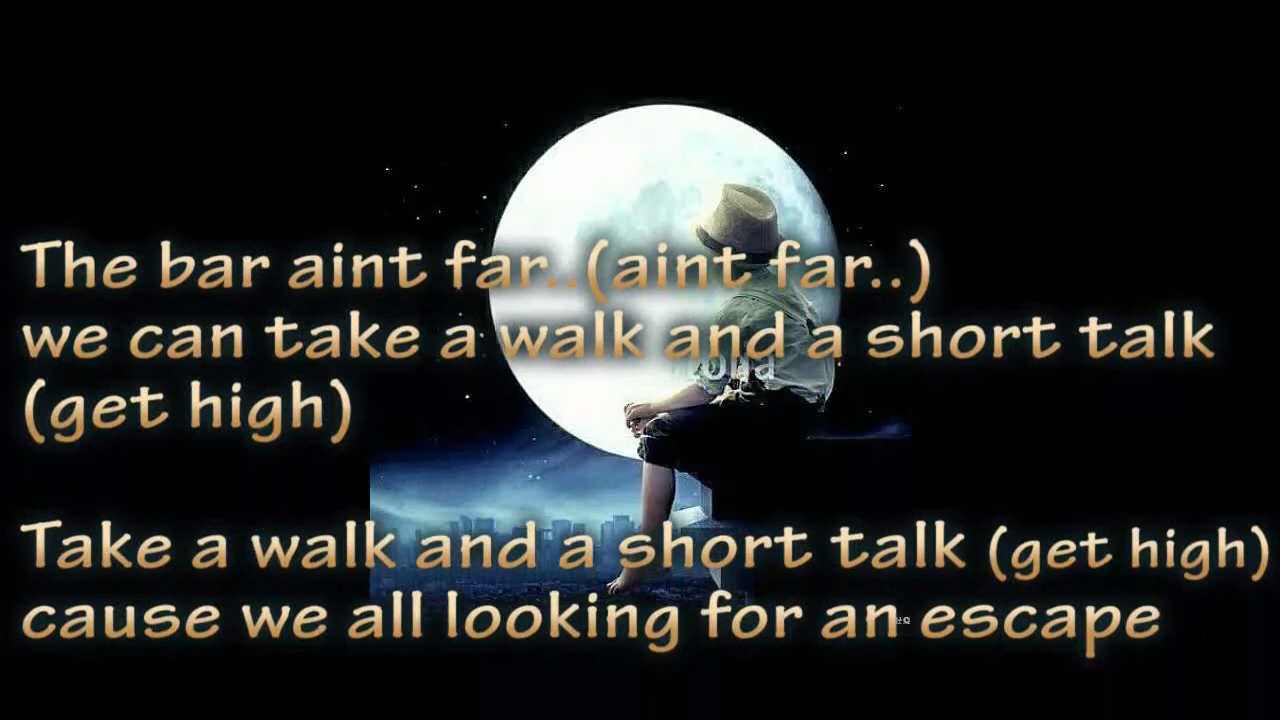 The bar aint far..(aint far..)
we can take a walk and a short talk
(get high)
Take a walk and a short talk (get high)
cause we all looking for an escape